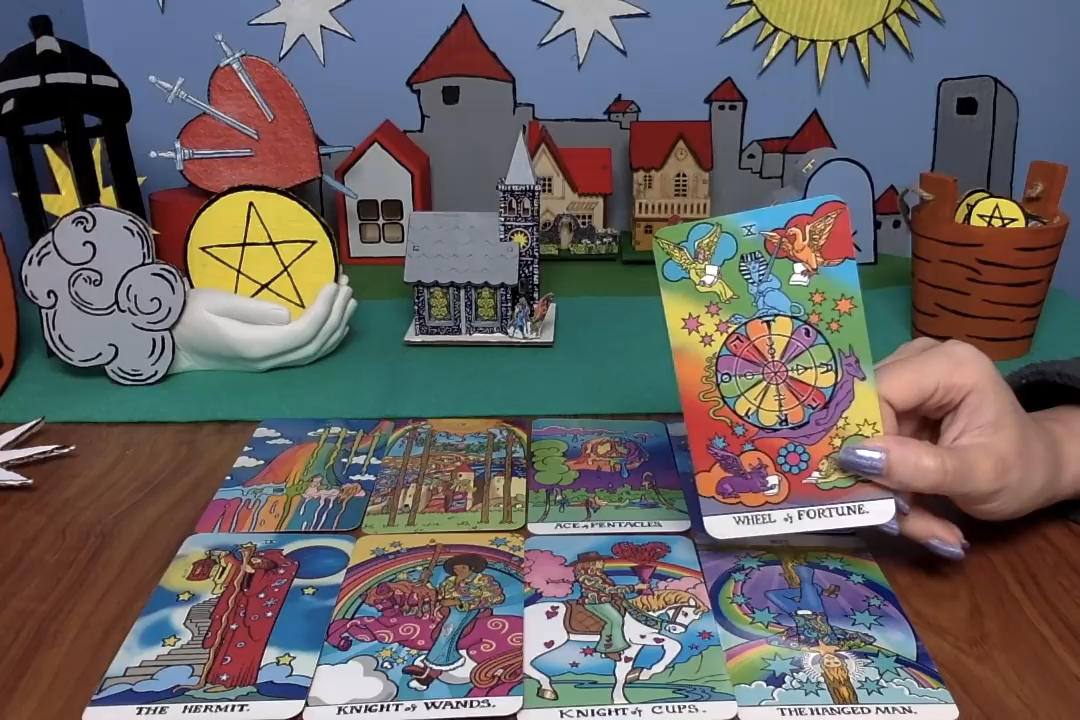 X
WHEEL of FORTUNE.
ACE of PENTACLES
THE HERMIT.
KNIGHT of WANDS.
KNIGHT of CUPS.
THE HANGED MAN.